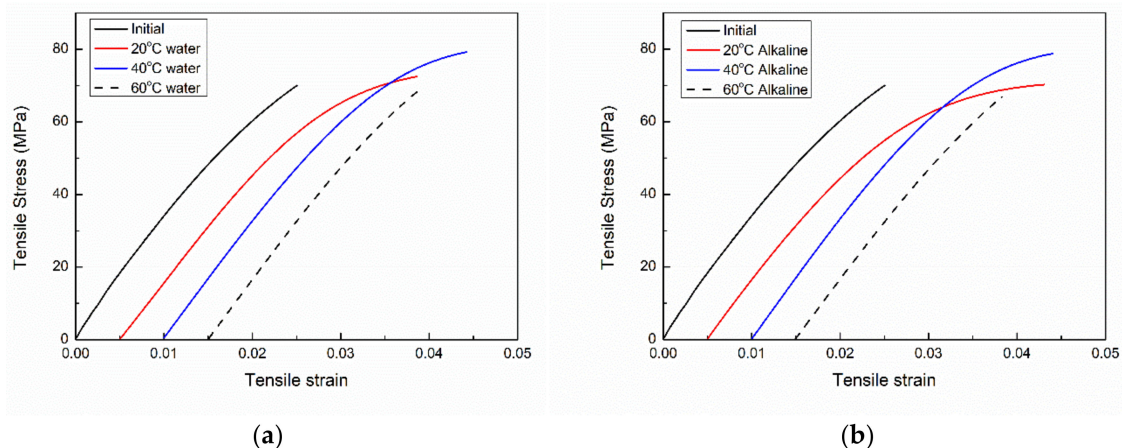 Initial
20°C water
40°C water
60°C water
80
60
40
20
0
0.00 0.01 0.02 0.03 0.04 0.05
Tensile Stress (MPa)
Tensile strain
(a)
Initial
20°C Alkaline
40°C Alkaline
60°C Alkaline
80
60
40
20
0
0.00 0.01 0.02 0.03 0.04 0.05
Tensile Stress (MPa)
Tensile strain
(b)